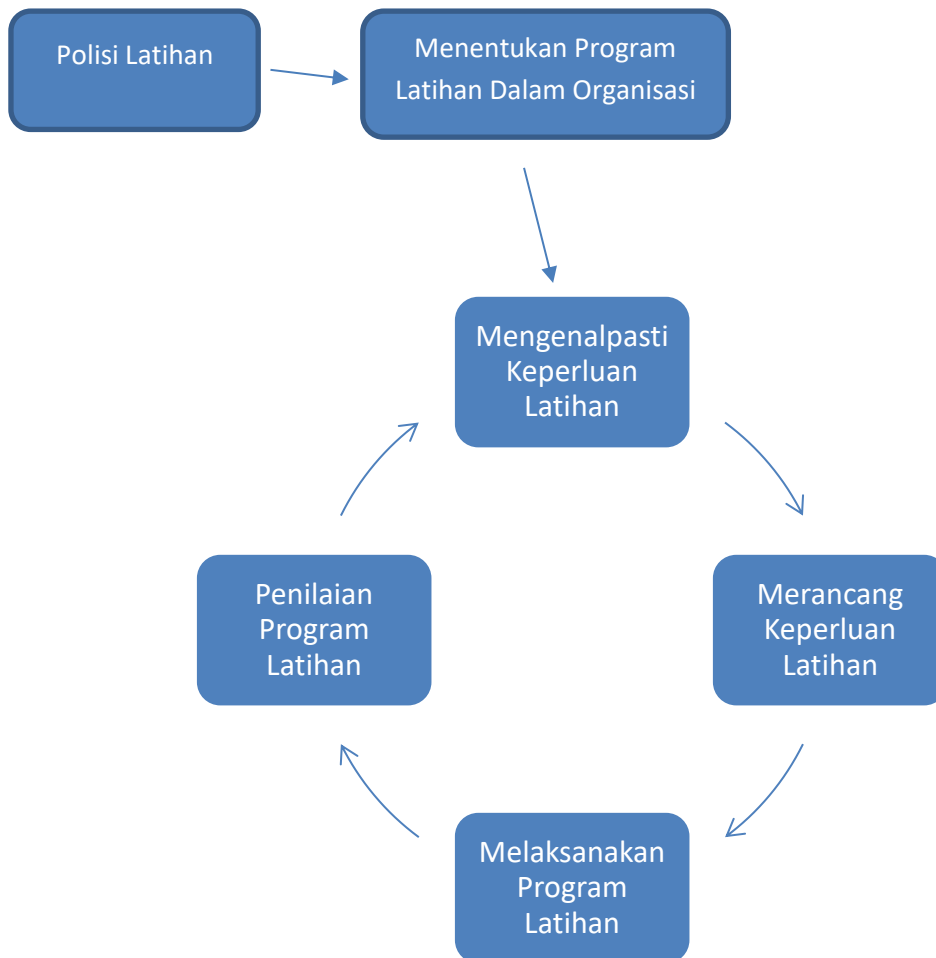 Polisi Latihan
Menentukan Program
Latihan Dalam Organisasi
Mengenalpasti
Keperluan
Latihan
Merancang
Keperluan
Latihan
Melaksanakan
Program
Latihan
Penilaian
Program
Latihan